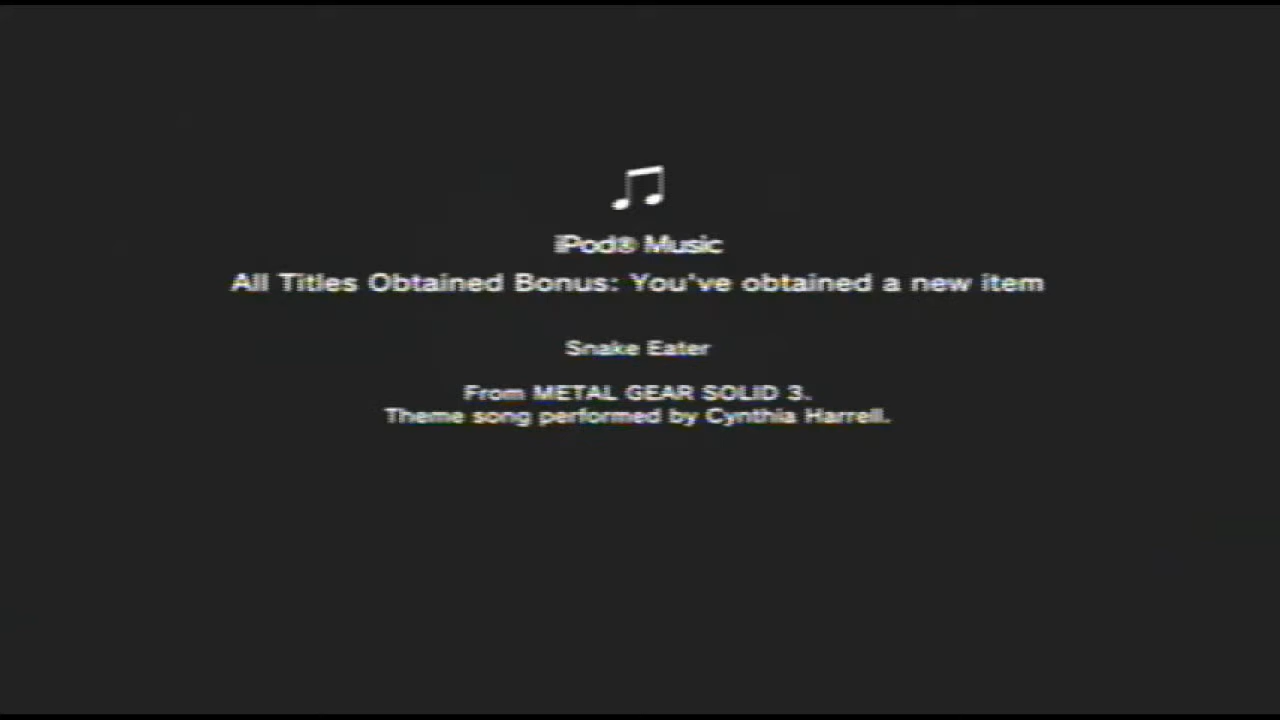 iPod® Music
All Titles Obtained Bonus: You've obtained a new item
Snake Eater
From METAL GEAR SOLID 3.
Theme song performed by Cynthia Harrell.